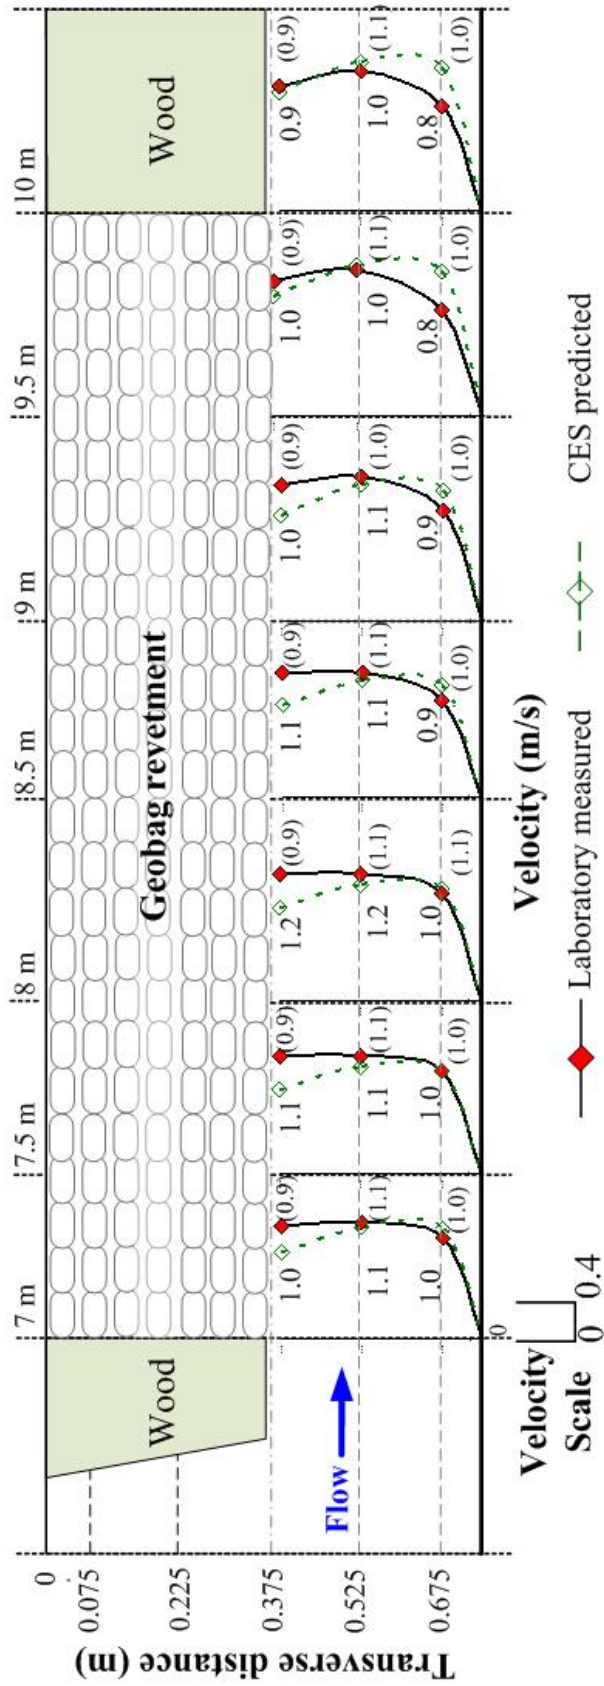 7 m 7.5 m 8 m 8.5 m 9 m 9.5 m 10 m
Transverse distance (m)
0
0.075
0.225
0.375
0.525
0.675
Wood
Geobag revetment
Wood
Flow
1.0 (0.9) 1.1 (0.9) 1.2 (0.9) 1.1 (0.9) 1.0 (0.9) 1.0 (0.9) 0.9 (0.9)
1.1 (1.1) 1.1 (1.1) 1.2 (1.1) 1.1 (1.1) 1.1 (1.0) 1.0 (1.1) 1.0 (1.1)
1.0 (1.0) 1.0 (1.0) 1.0 (1.1) 0.9 (1.0) 0.9 (1.0) 0.8 (1.0) 0.8 (1.0)
0
Velocity (m/s)
Velocity
Scale
0 0.4
Laboratory measured
CES predicted